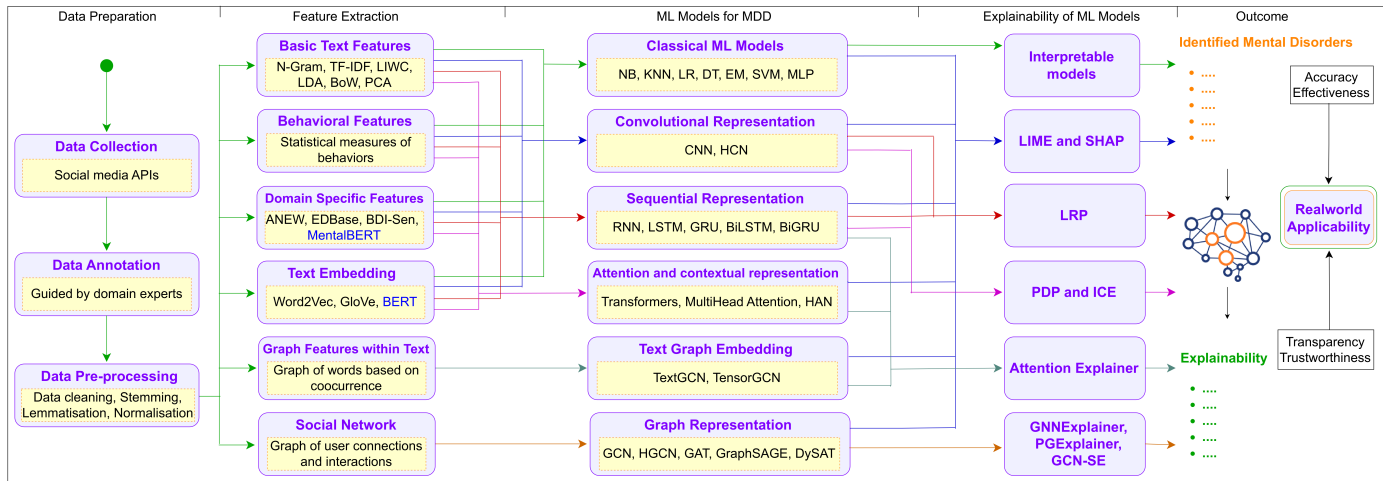 Data Preparation
Feature Extraction
ML Models for MDD
Explainability of ML Models
Outcome
Data Collection
Social media APIs
Data Annotation
Guided by domain experts
Data Pre-processing
Data cleaning, Stemming,
Lemmatisation, Normalisation
Basic Text Features
N-Gram, TF-IDF, LIWC,
LDA, BoW, PCA
Behavioral Features
Statistical measures of
behaviors
Domain Specific Features
ANEW, EDBase, BDI-Sen,
MentalBERT
Text Embedding
Word2Vec, GloVe, BERT
Graph Features within Text
Graph of words based on
coocurrence
Social Network
Graph of user connections
and interactions
Classical ML Models
NB, KNN, LR, DT, EM, SVM, MLP
Convolutional Representation
CNN, HCN
Sequential Representation
RNN, LSTM, GRU, BiLSTM, BiGRU
Attention and contextual representation
Transformers, MultiHead Attention, HAN
Text Graph Embedding
TextGCN, TensorGCN
Graph Representation
GCN, HGCN, GAT, GraphSAGE, DySAT
Interpretable
models
LIME and SHAP
LRP
PDP and ICE
Attention Explainer
GNNExplainer,
PGExplainer,
GCN-SE
Identified Mental Disorders
• ....
• ....
• ....
• ....
• ....
Explainability
• ....
• ....
• ....
• ....
• ....
Accuracy
Effectiveness
Realworld
Applicability
Transparency
Trustworthiness